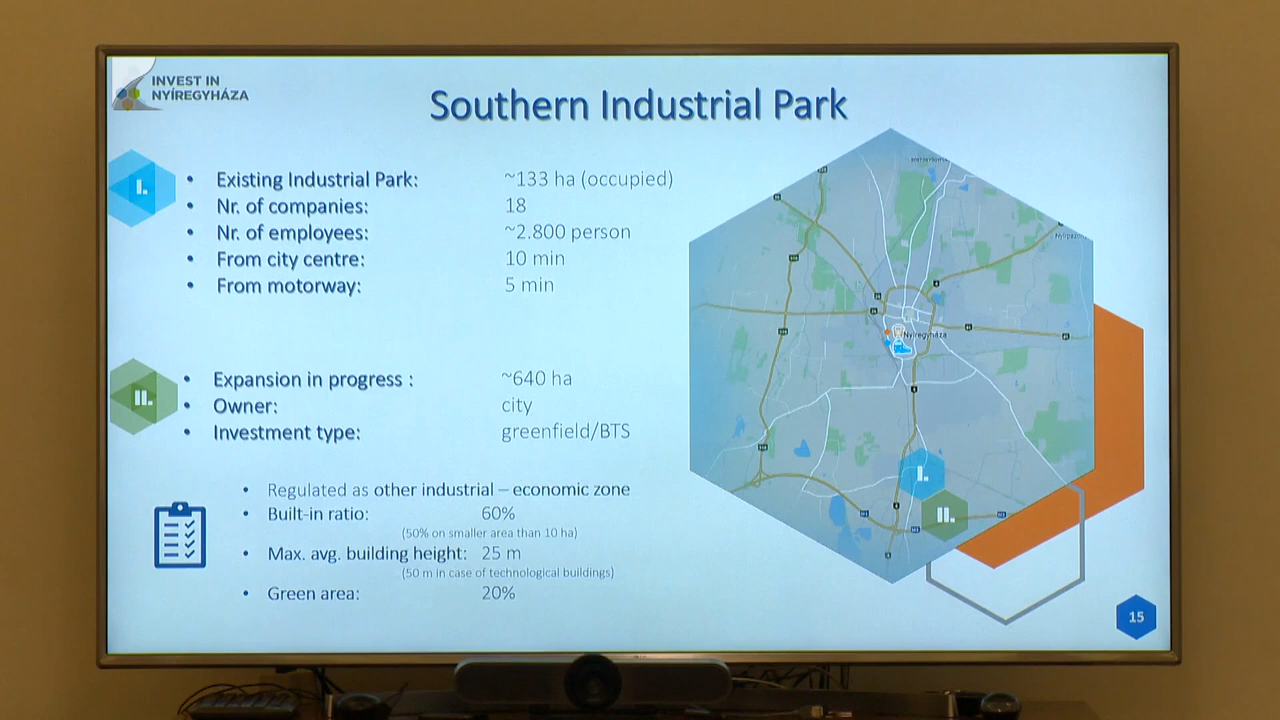 INVEST IN
NYÍREGYHÁZA
Southern Industrial Park
I.
• Existing Industrial Park: ~133 ha (occupied)
• Nr. of companies: 18
• Nr. of employees: ~2.800 person
• From city centre: 10 min
• From motorway: 5 min
II.
• Expansion in progress : ~640 ha
• Owner: city
• Investment type: greenfield/BTS
• Regulated as other industrial – economic zone
• Built-in ratio: 60%
(50% on smaller area than 10 ha)
• Max. avg. building height: 25 m
(50 m in case of technological buildings)
• Green area: 20%
Nyíregyháza
I.
II.
15